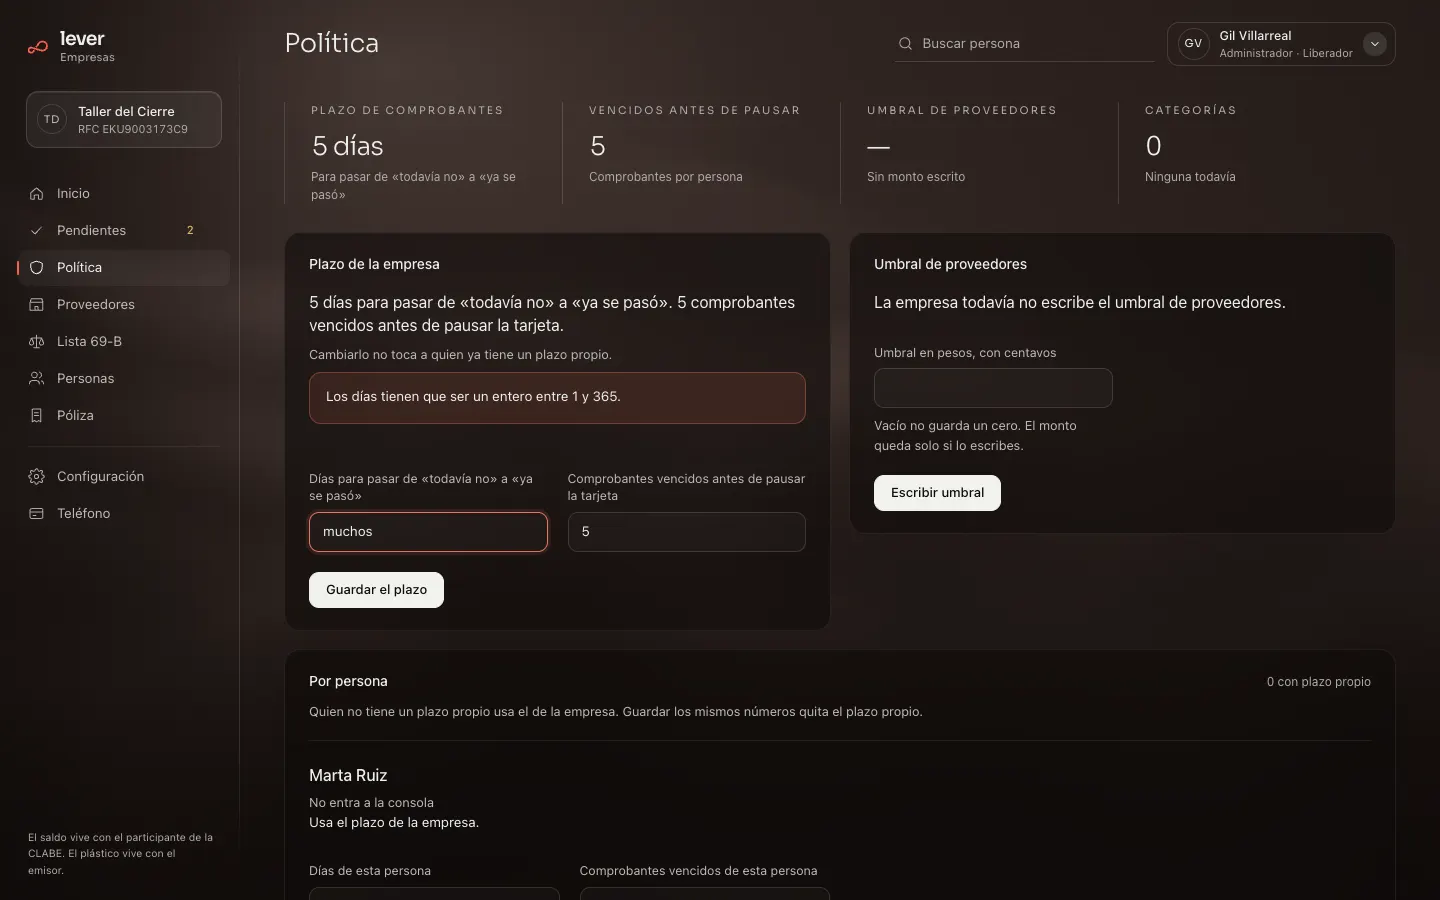 lever
Empresas
TD
Taller del Cierre
RFC EKU9003173C9
Inicio
Pendientes
2
Política
Proveedores
Lista 69-B
Personas
Póliza
Configuración
Teléfono
El saldo vive con el participante de la
CLABE. El plástico vive con el
emisor.
Política
Buscar persona
GV
Gil Villarreal
Administrador · Liberador
PLAZO DE COMPROBANTES
5 días
Para pasar de «todavía no» a «ya se
pasó»
VENCIDOS ANTES DE PAUSAR
5
Comprobantes por persona
UMBRAL DE PROVEEDORES
—
Sin monto escrito
CATEGORÍAS
0
Ninguna todavía
Plazo de la empresa
5 días para pasar de «todavía no» a «ya se pasó». 5 comprobantes
vencidos antes de pausar la tarjeta.
Cambiarlo no toca a quien ya tiene un plazo propio.
Los días tienen que ser un entero entre 1 y 365.
Días para pasar de «todavía no» a «ya
se pasó»
muchos
Comprobantes vencidos antes de pausar
la tarjeta
5
Guardar el plazo
Umbral de proveedores
La empresa todavía no escribe el umbral de proveedores.
Umbral en pesos, con centavos
Vacío no guarda un cero. El monto
queda solo si lo escribes.
Escribir umbral
Por persona
0 con plazo propio
Quien no tiene un plazo propio usa el de la empresa. Guardar los mismos números quita el plazo propio.
Marta Ruiz
No entra a la consola
Usa el plazo de la empresa.
Días de esta persona
Comprobantes vencidos de esta persona